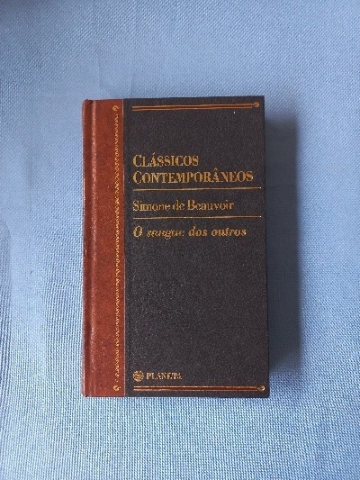 CLÁSSICOS
CONTEMPORÂNEOS
Simone de Beauvoir
O sangue dos outros
PLANETA